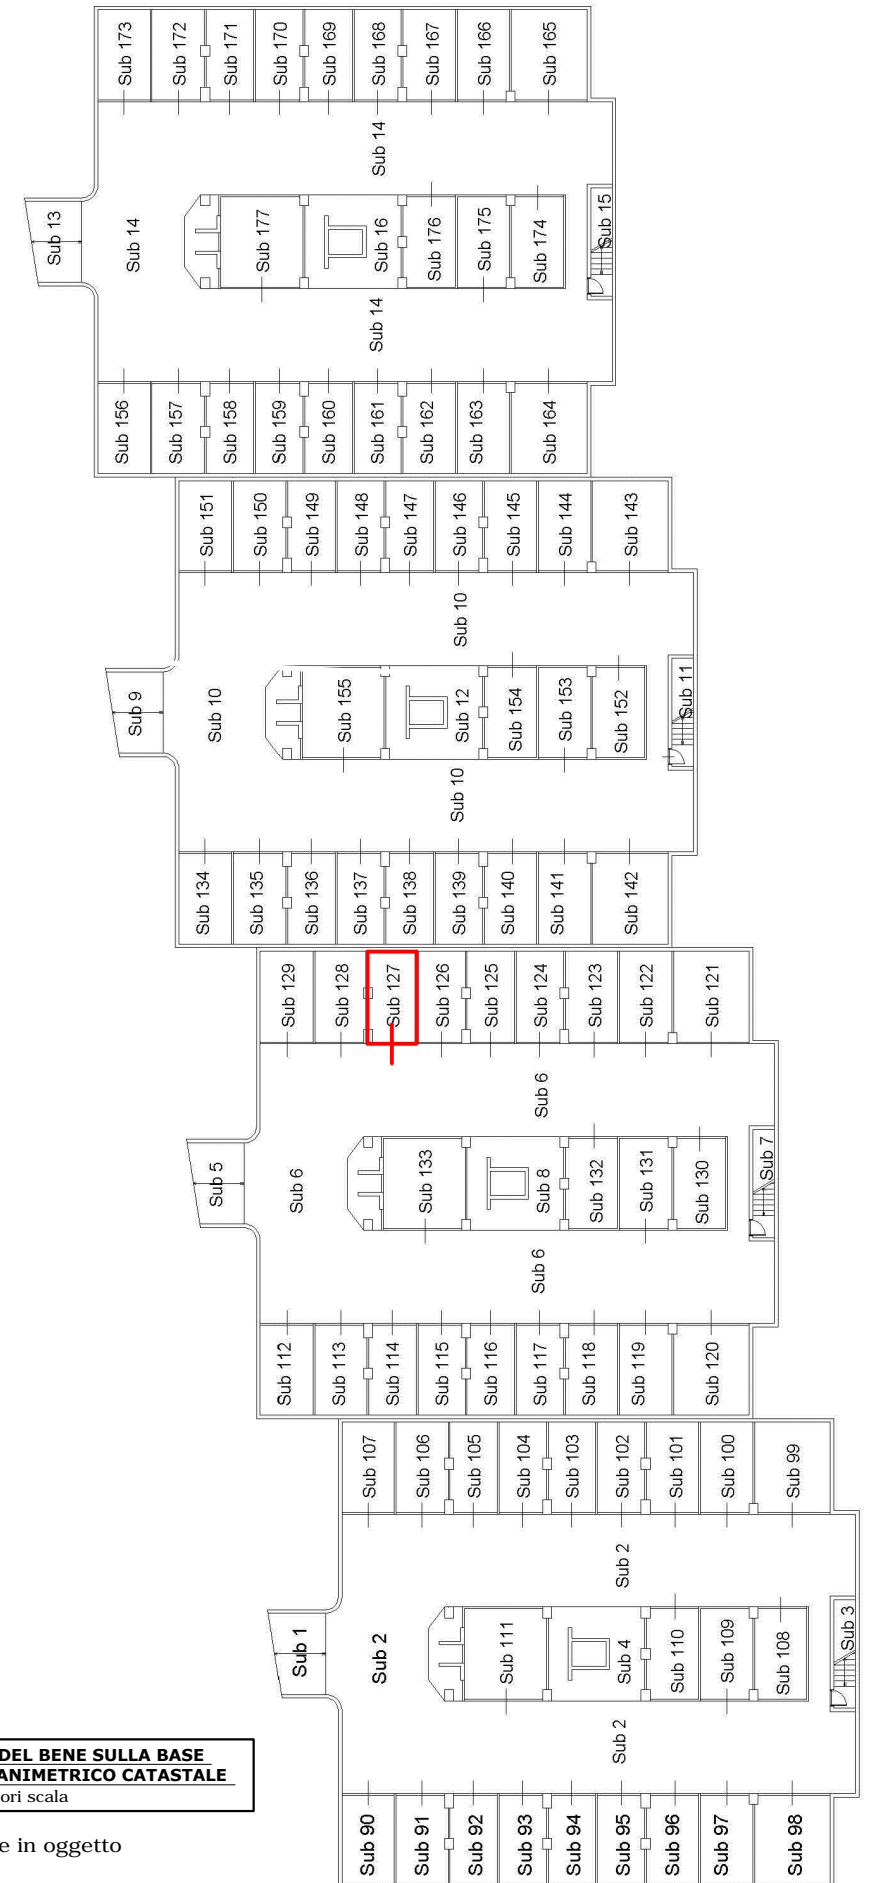 Sub 173
Sub 172
Sub 171
Sub 170
Sub 169
Sub 168
Sub 167
Sub 166
Sub 165
Sub 14
Sub 13
Sub 14
Sub 177
Sub 16
Sub 176
Sub 175
Sub 174
Sub 15
Sub 14
Sub 156
Sub 157
Sub 158
Sub 159
Sub 160
Sub 161
Sub 162
Sub 163
Sub 164
Sub 151
Sub 150
Sub 149
Sub 148
Sub 147
Sub 146
Sub 145
Sub 144
Sub 143
Sub 10
Sub 9
Sub 10
Sub 155
Sub 12
Sub 154
Sub 153
Sub 152
Sub 11
Sub 10
Sub 134
Sub 135
Sub 136
Sub 137
Sub 138
Sub 139
Sub 140
Sub 141
Sub 142
Sub 129
Sub 128
Sub 127
Sub 126
Sub 125
Sub 124
Sub 123
Sub 122
Sub 121
Sub 6
Sub 5
Sub 6
Sub 133
Sub 8
Sub 132
Sub 131
Sub 130
Sub 7
Sub 6
Sub 112
Sub 113
Sub 114
Sub 115
Sub 116
Sub 117
Sub 118
Sub 119
Sub 120
Sub 107
Sub 106
Sub 105
Sub 104
Sub 103
Sub 102
Sub 101
Sub 100
Sub 99
Sub 2
Sub 1
Sub 2
Sub 111
Sub 4
Sub 110
Sub 109
Sub 108
Sub 3
Sub 2
Sub 90
Sub 91
Sub 92
Sub 93
Sub 94
Sub 95
Sub 96
Sub 97
Sub 98
DEL BENE SULLA BASE
ANIMETRICO CATASTALE
ori scala
e in oggetto